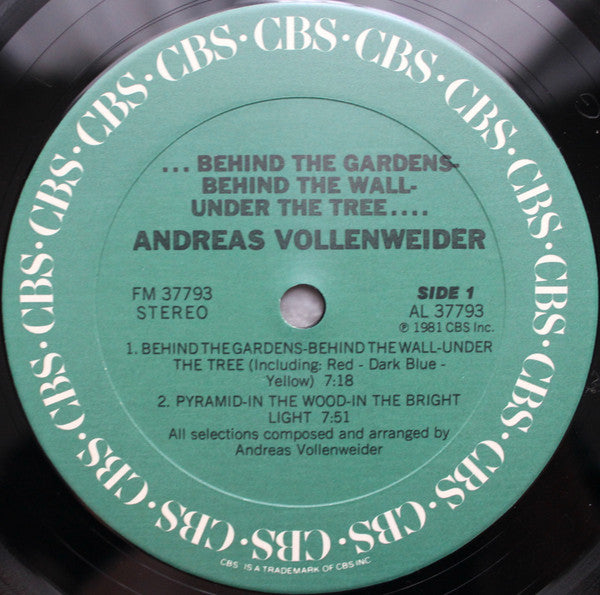 CBS · CBS · CBS · CBS · CBS · CBS · CBS · CBS · CBS · CBS · CBS · CBS · CBS · CBS · CBS · CBS · CBS · CBS
... BEHIND THE GARDENS-
BEHIND THE WALL-
UNDER THE TREE....
ANDREAS VOLLENWEIDER
FM 37793
STEREO
SIDE 1
AL 37793
℗ 1981 CBS Inc.
1. BEHIND THE GARDENS-BEHIND THE WALL-UNDER
THE TREE (Including: Red - Dark Blue -
Yellow) 7:18
2. PYRAMID-IN THE WOOD-IN THE BRIGHT
LIGHT 7:51
All selections composed and arranged by
Andreas Vollenweider
CBS IS A TRADEMARK OF CBS INC